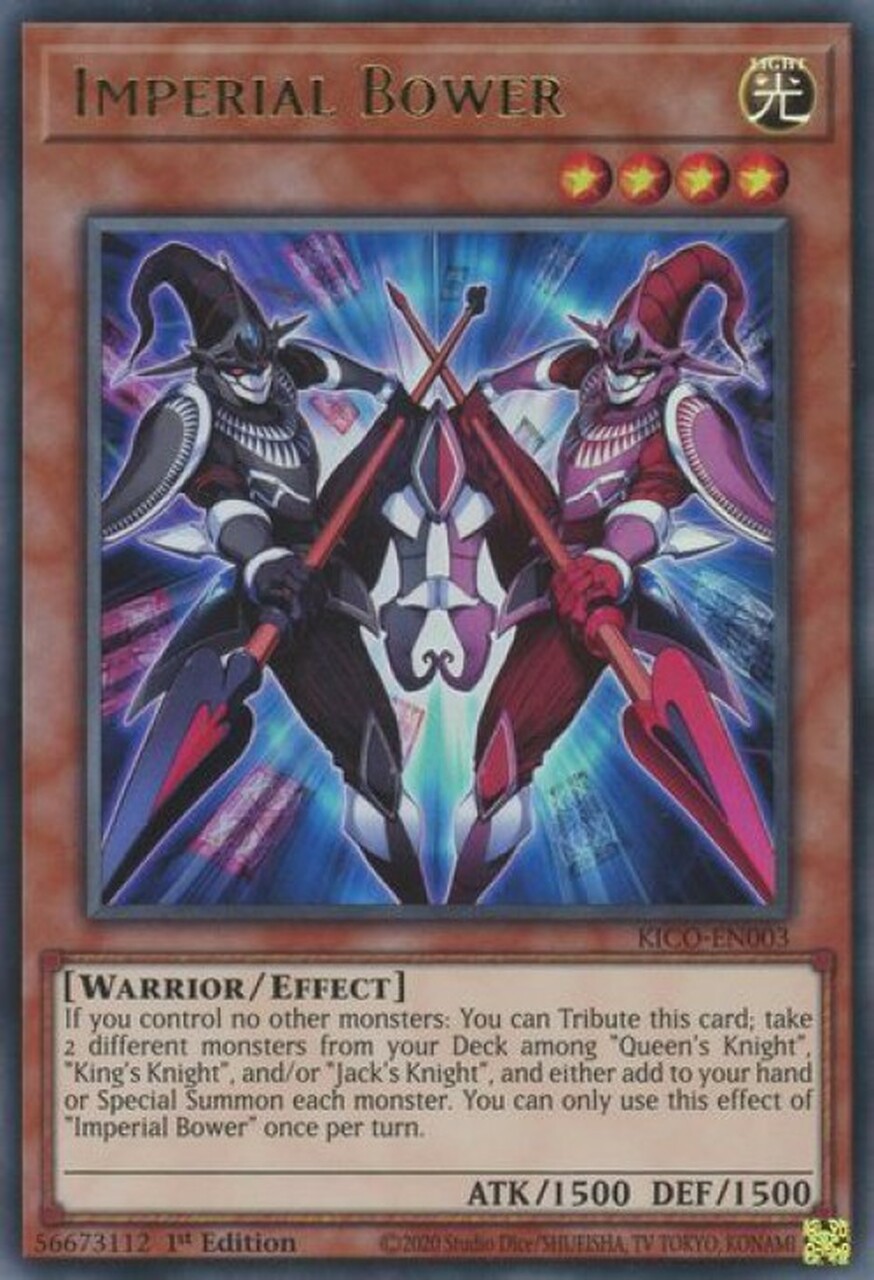 IMPERIAL BOWER
LIGHT
光
KICO-EN003
[WARRIOR/EFFECT]
If you control no other monsters: You can Tribute this card; take
2 different monsters from your Deck among "Queen's Knight",
"King's Knight", and/or "Jack's Knight", and either add to your hand
or Special Summon each monster. You can only use this effect of
"Imperial Bower" once per turn.
ATK/1500 DEF/1500
56673112 1st Edition
©2020 Studio Dice/SHUEISHA, TV TOKYO, KONAMI